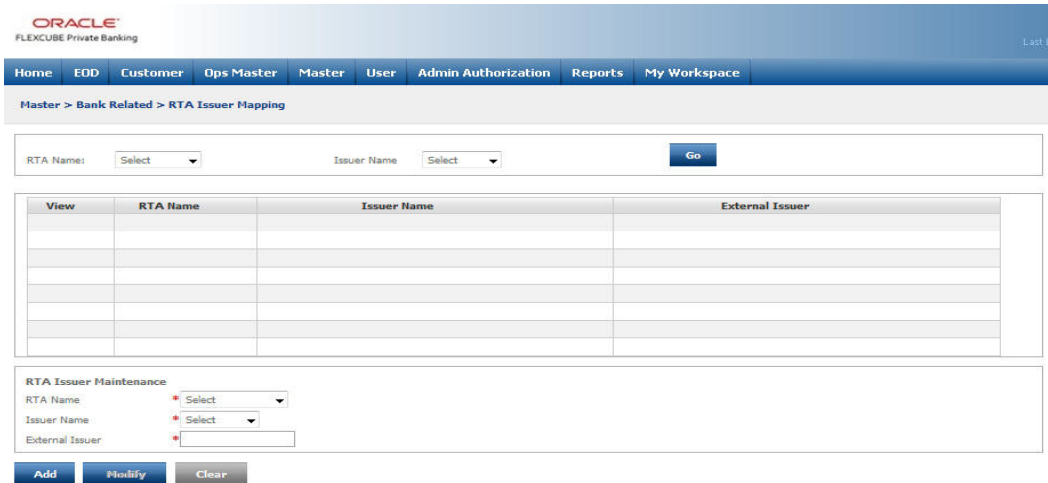 ORACLE
FLEXCUBE Private Banking
Last
Home EOD Customer Ops Master Master User Admin Authorization Reports My Workspace
Master > Bank Related > RTA Issuer Mapping
RTA Name: Select Issuer Name Select Go
View RTA Name Issuer Name External Issuer
RTA Issuer Maintenance
RTA Name * Select
Issuer Name * Select
External Issuer *
Add Modify Clear